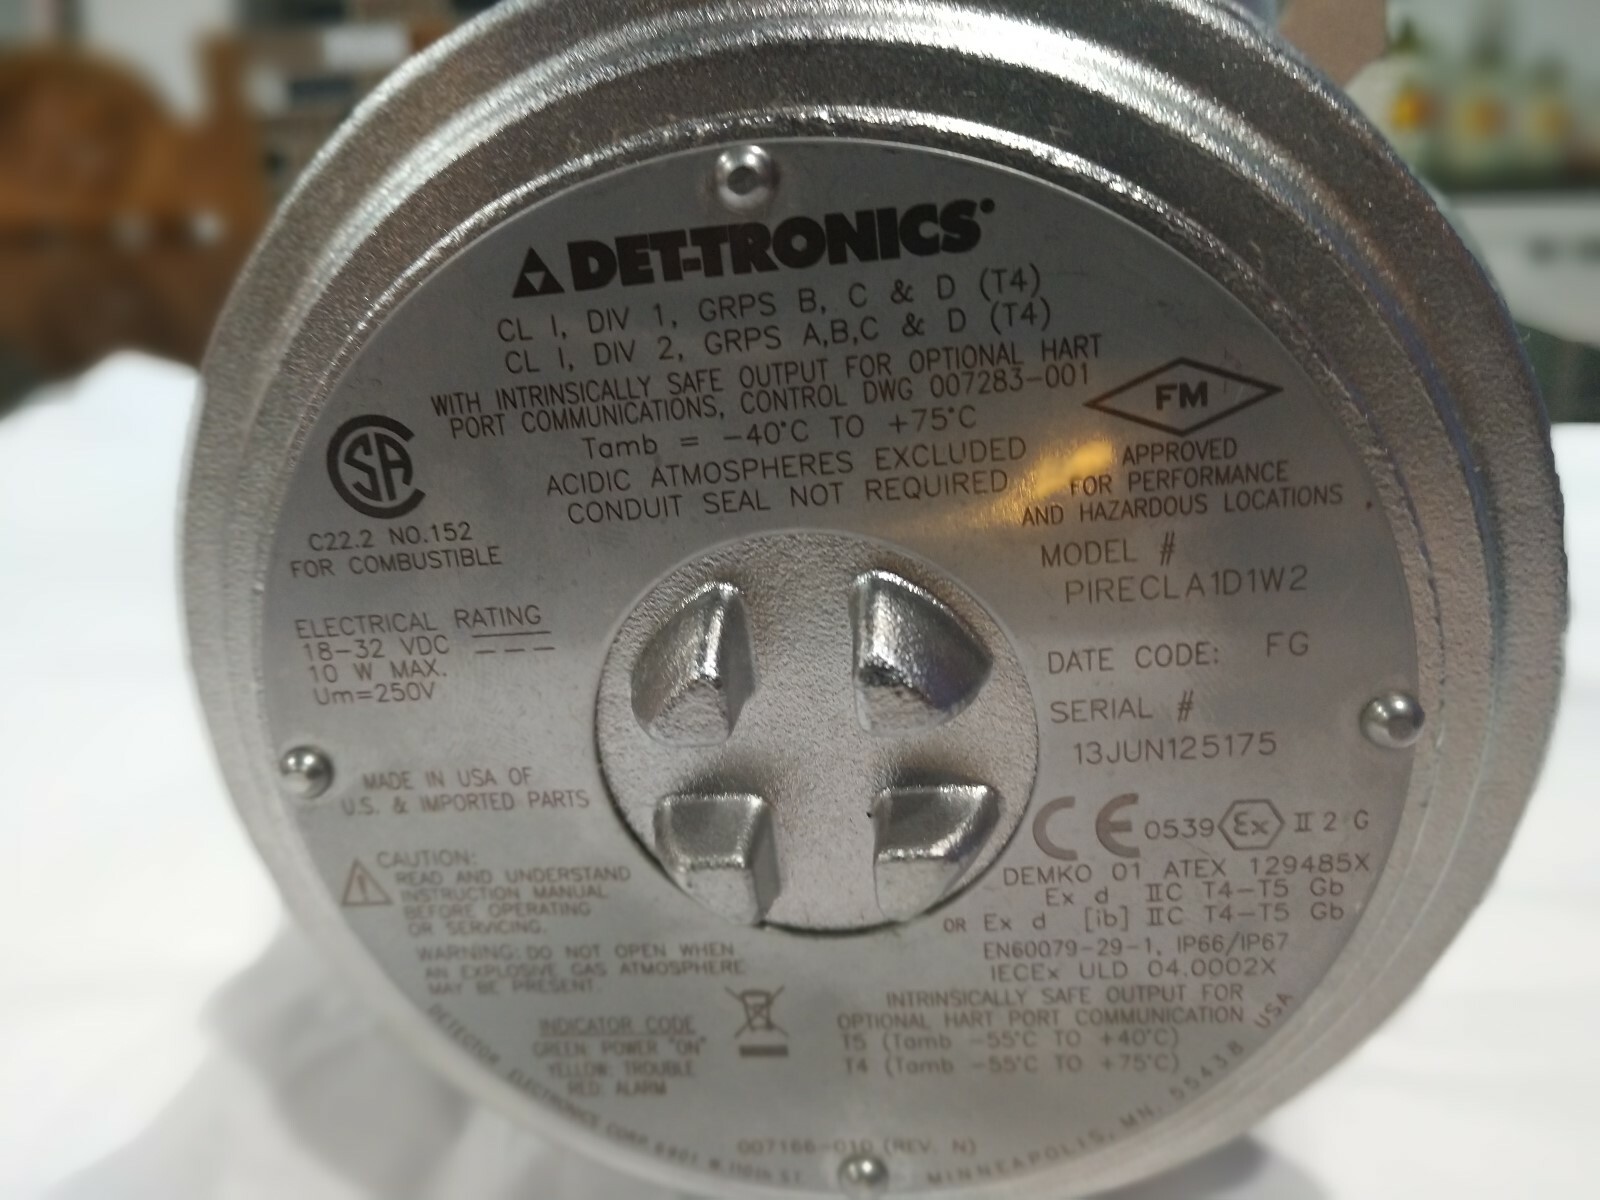 DET-TRONICS®
CL I, DIV 1, GRPS B, C & D (T4)
CL I, DIV 2, GRPS A,B,C & D (T4)
WITH INTRINSICALLY SAFE OUTPUT FOR OPTIONAL HART
PORT COMMUNICATIONS, CONTROL DWG 007283-001
Tamb = -40°C TO +75°C
ACIDIC ATMOSPHERES EXCLUDED
CONDUIT SEAL NOT REQUIRED
FM
APPROVED
FOR PERFORMANCE
AND HAZARDOUS LOCATIONS
SA
C22.2 NO.152
FOR COMBUSTIBLE
ELECTRICAL RATING
18-32 VDC
10 W MAX.
Um=250V
MODEL #
PIRECLA1D1W2
DATE CODE: FG
SERIAL #
13JUN125175
MADE IN USA OF
U.S. & IMPORTED PARTS
CAUTION:
READ AND UNDERSTAND
INSTRUCTION MANUAL
BEFORE OPERATING
OR SERVICING.
WARNING: DO NOT OPEN WHEN
AN EXPLOSIVE GAS ATMOSPHERE
MAY BE PRESENT.
INDICATOR CODE
GREEN: POWER "ON"
YELLOW: TROUBLE
RED: ALARM
CE 0539 Ex II 2 G
DEMKO 01 ATEX 129485X
Ex d IIC T4-T5 Gb
OR Ex d [ib] IIC T4-T5 Gb
EN60079-29-1, IP66/IP67
IECEx ULD 04.0002X
INTRINSICALLY SAFE OUTPUT FOR
OPTIONAL HART PORT COMMUNICATION
T5 (Tamb -55°C TO +40°C)
T4 (Tamb -55°C TO +75°C)
007166-010 (REV. N)
DETECTOR ELECTRONICS CORP. 6901 W. 110th ST. MINNEAPOLIS, MN. 55438 USA